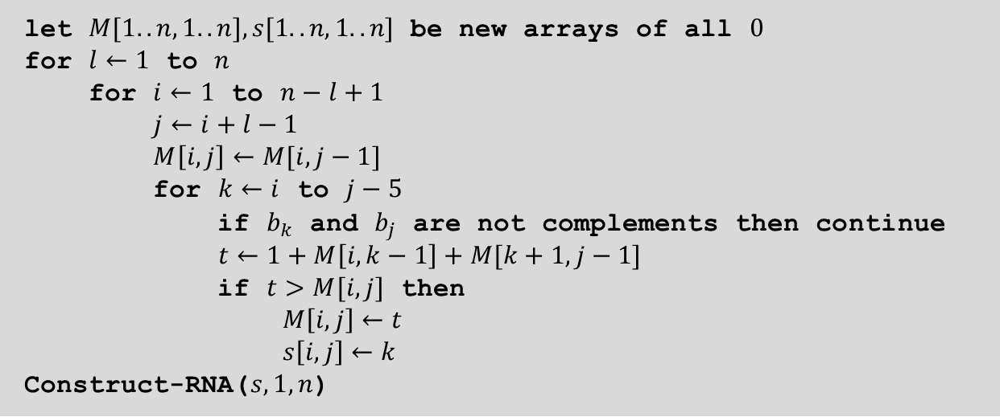 let M[1..n, 1..n], s[1..n, 1..n] be new arrays of all 0
for l ← 1 to n
for i ← 1 to n − l + 1
j ← i + l − 1
M[i, j] ← M[i, j − 1]
for k ← i to j − 5
if bₖ and bⱼ are not complements then continue
t ← 1 + M[i, k − 1] + M[k + 1, j − 1]
if t > M[i, j] then
M[i, j] ← t
s[i, j] ← k
Construct-RNA(s, 1, n)